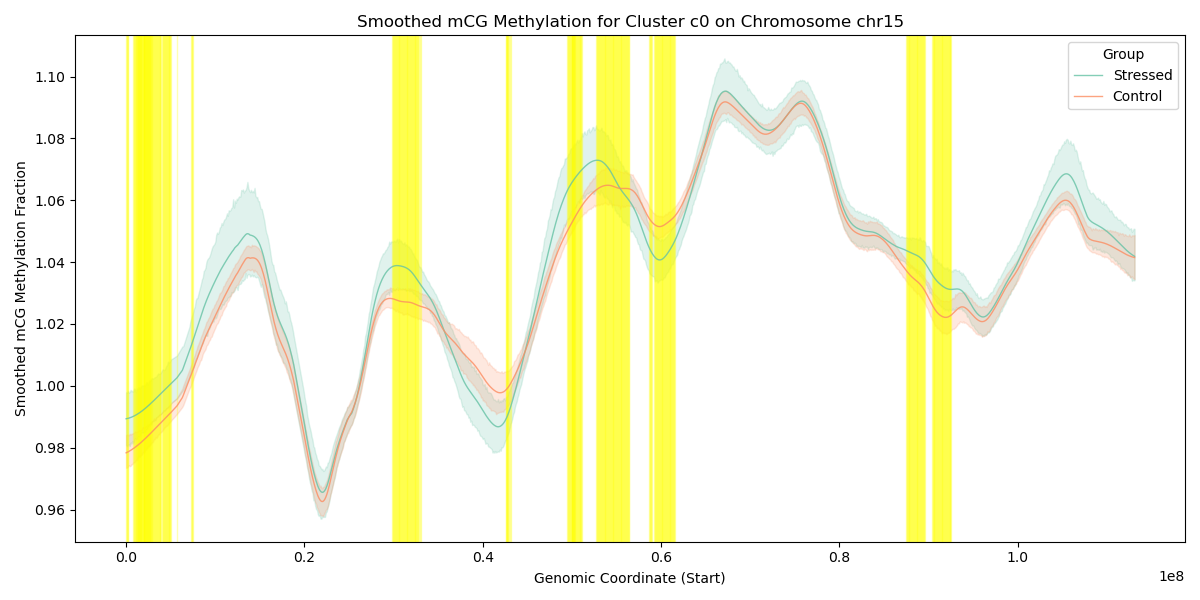 Smoothed mCG Methylation for Cluster c0 on Chromosome chr15
Group
Stressed
Control
Smoothed mCG Methylation Fraction
1.10
1.08
1.06
1.04
1.02
1.00
0.98
0.96
0.0
0.2
0.4
0.6
0.8
1.0
1e8
Genomic Coordinate (Start)